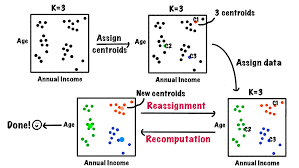 K=3
Age
Annual Income
Assign
centroids
3 centroids
C1
C2
C3
Age
Annual Income
Assign data
K=3
C1
C2
C3
Age
Annual Income
Reassignment
Recomputation
New centroids
Age
Annual Income
Done!